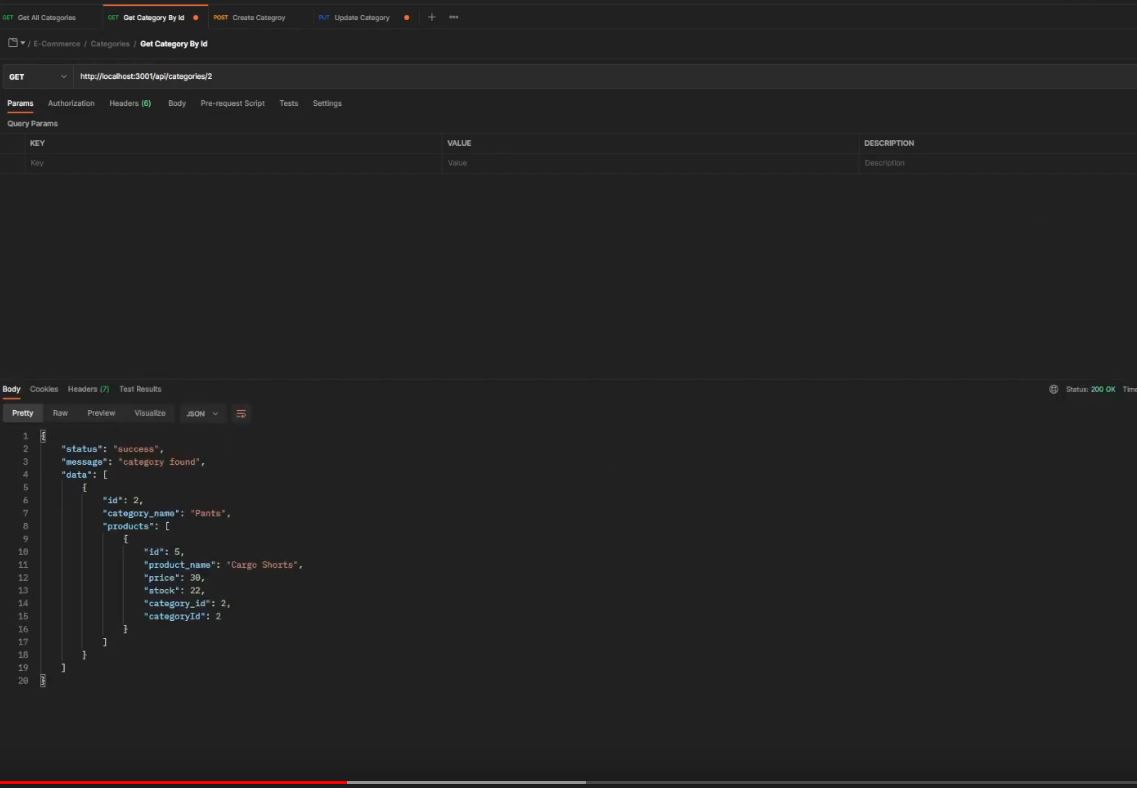 GET Get All Categories GET Get Category By Id POST Create Categroy PUT Update Category
/ E-Commerce / Categories / Get Category By Id
GET http://localhost:3001/api/categories/2
Params Authorization Headers (6) Body Pre-request Script Tests Settings
Query Params
KEY VALUE DESCRIPTION
Key Value Description
Body Cookies Headers (7) Test Results Status: 200 OK Time
Pretty Raw Preview Visualize JSON
1 {
2 "status": "success",
3 "message": "category found",
4 "data": [
5 {
6 "id": 2,
7 "category_name": "Pants",
8 "products": [
9 {
10 "id": 5,
11 "product_name": "Cargo Shorts",
12 "price": 30,
13 "stock": 22,
14 "category_id": 2,
15 "categoryId": 2
16 }
17 ]
18 }
19 ]
20 }